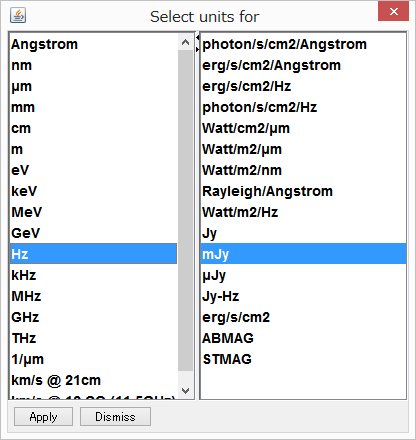 Select units for
Angstrom
nm
µm
mm
cm
m
eV
keV
MeV
GeV
Hz
kHz
MHz
GHz
THz
1/µm
km/s @ 21cm
photon/s/cm2/Angstrom
erg/s/cm2/Angstrom
erg/s/cm2/Hz
photon/s/cm2/Hz
Watt/cm2/µm
Watt/m2/µm
Watt/m2/nm
Rayleigh/Angstrom
Watt/m2/Hz
Jy
mJy
µJy
Jy-Hz
erg/s/cm2
ABMAG
STMAG
Apply
Dismiss